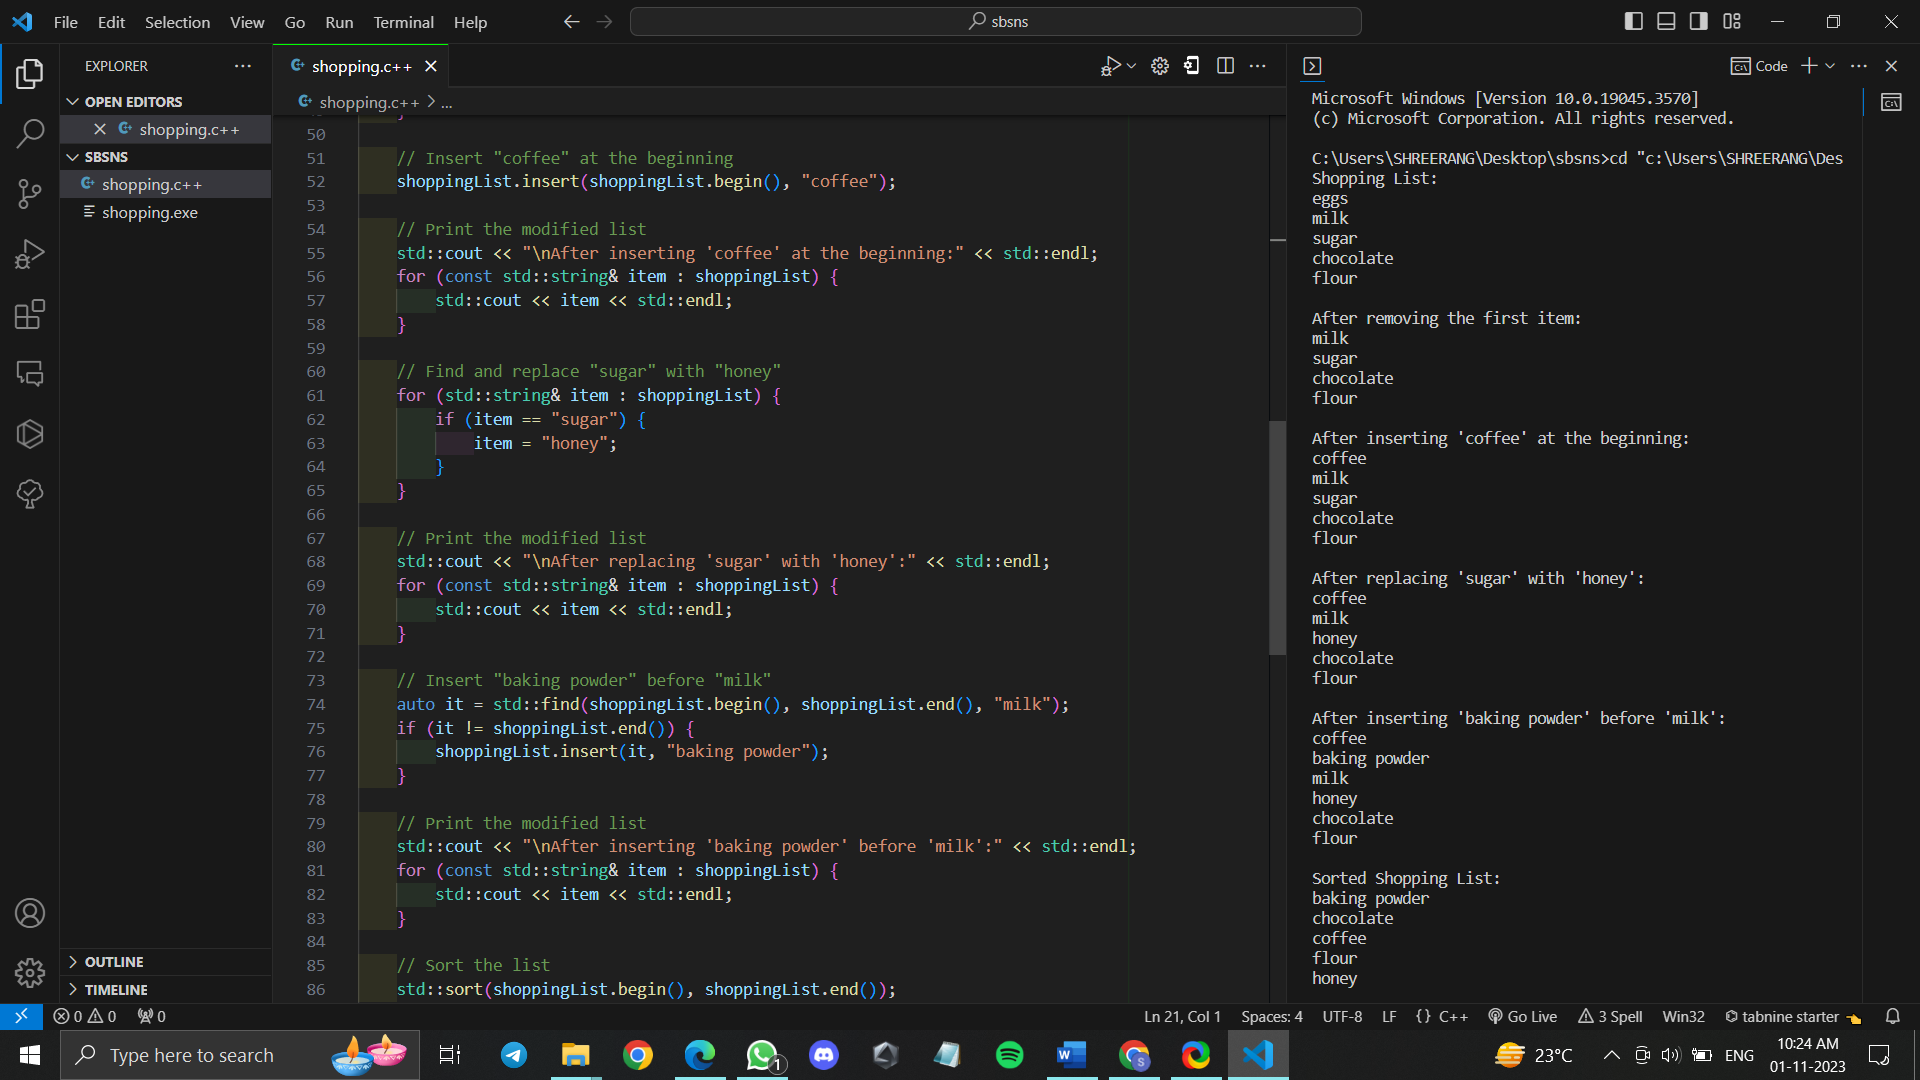 File Edit Selection View Go Run Terminal Help
sbsns
EXPLORER
OPEN EDITORS
shopping.c++
SBSNS
shopping.c++
shopping.exe
OUTLINE
TIMELINE
shopping.c++
shopping.c++ > ...
50
51 // Insert "coffee" at the beginning
52 shoppingList.insert(shoppingList.begin(), "coffee");
53
54 // Print the modified list
55 std::cout << "\nAfter inserting 'coffee' at the beginning:" << std::endl;
56 for (const std::string& item : shoppingList) {
57 std::cout << item << std::endl;
58 }
59
60 // Find and replace "sugar" with "honey"
61 for (std::string& item : shoppingList) {
62 if (item == "sugar") {
63 item = "honey";
64 }
65 }
66
67 // Print the modified list
68 std::cout << "\nAfter replacing 'sugar' with 'honey':" << std::endl;
69 for (const std::string& item : shoppingList) {
70 std::cout << item << std::endl;
71 }
72
73 // Insert "baking powder" before "milk"
74 auto it = std::find(shoppingList.begin(), shoppingList.end(), "milk");
75 if (it != shoppingList.end()) {
76 shoppingList.insert(it, "baking powder");
77 }
78
79 // Print the modified list
80 std::cout << "\nAfter inserting 'baking powder' before 'milk':" << std::endl;
81 for (const std::string& item : shoppingList) {
82 std::cout << item << std::endl;
83 }
84
85 // Sort the list
86 std::sort(shoppingList.begin(), shoppingList.end());
Code
Microsoft Windows [Version 10.0.19045.3570]
(c) Microsoft Corporation. All rights reserved.
C:\Users\SHREERANG\Desktop\sbsns>cd "c:\Users\SHREERANG\Des
Shopping List:
eggs
milk
sugar
chocolate
flour
After removing the first item:
milk
sugar
chocolate
flour
After inserting 'coffee' at the beginning:
coffee
milk
sugar
chocolate
flour
After replacing 'sugar' with 'honey':
coffee
milk
honey
chocolate
flour
After inserting 'baking powder' before 'milk':
coffee
baking powder
milk
honey
chocolate
flour
Sorted Shopping List:
baking powder
chocolate
coffee
flour
honey
0 0 0 Ln 21, Col 1 Spaces: 4 UTF-8 LF {} C++ Go Live 3 Spell Win32 tabnine starter
Type here to search
1
23°C
ENG
10:24 AM
01-11-2023